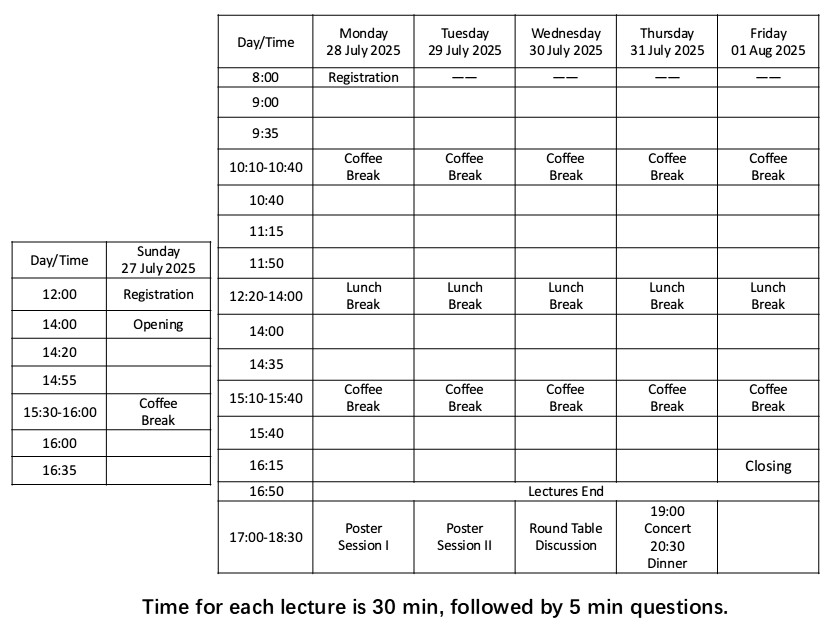 Day/Time Monday 28 July 2025 Tuesday 29 July 2025 Wednesday 30 July 2025 Thursday 31 July 2025 Friday 01 Aug 2025
8:00 Registration —— —— —— ——
9:00
9:35
10:10-10:40 Coffee Break Coffee Break Coffee Break Coffee Break Coffee Break
10:40
11:15
11:50
12:20-14:00 Lunch Break Lunch Break Lunch Break Lunch Break Lunch Break
14:00
14:35
15:10-15:40 Coffee Break Coffee Break Coffee Break Coffee Break Coffee Break
15:40
16:15 Closing
16:50 Lectures End
17:00-18:30 Poster Session I Poster Session II Round Table Discussion 19:00 Concert 20:30 Dinner
Day/Time Sunday 27 July 2025
12:00 Registration
14:00 Opening
14:20
14:55
15:30-16:00 Coffee Break
16:00
16:35
Time for each lecture is 30 min, followed by 5 min questions.